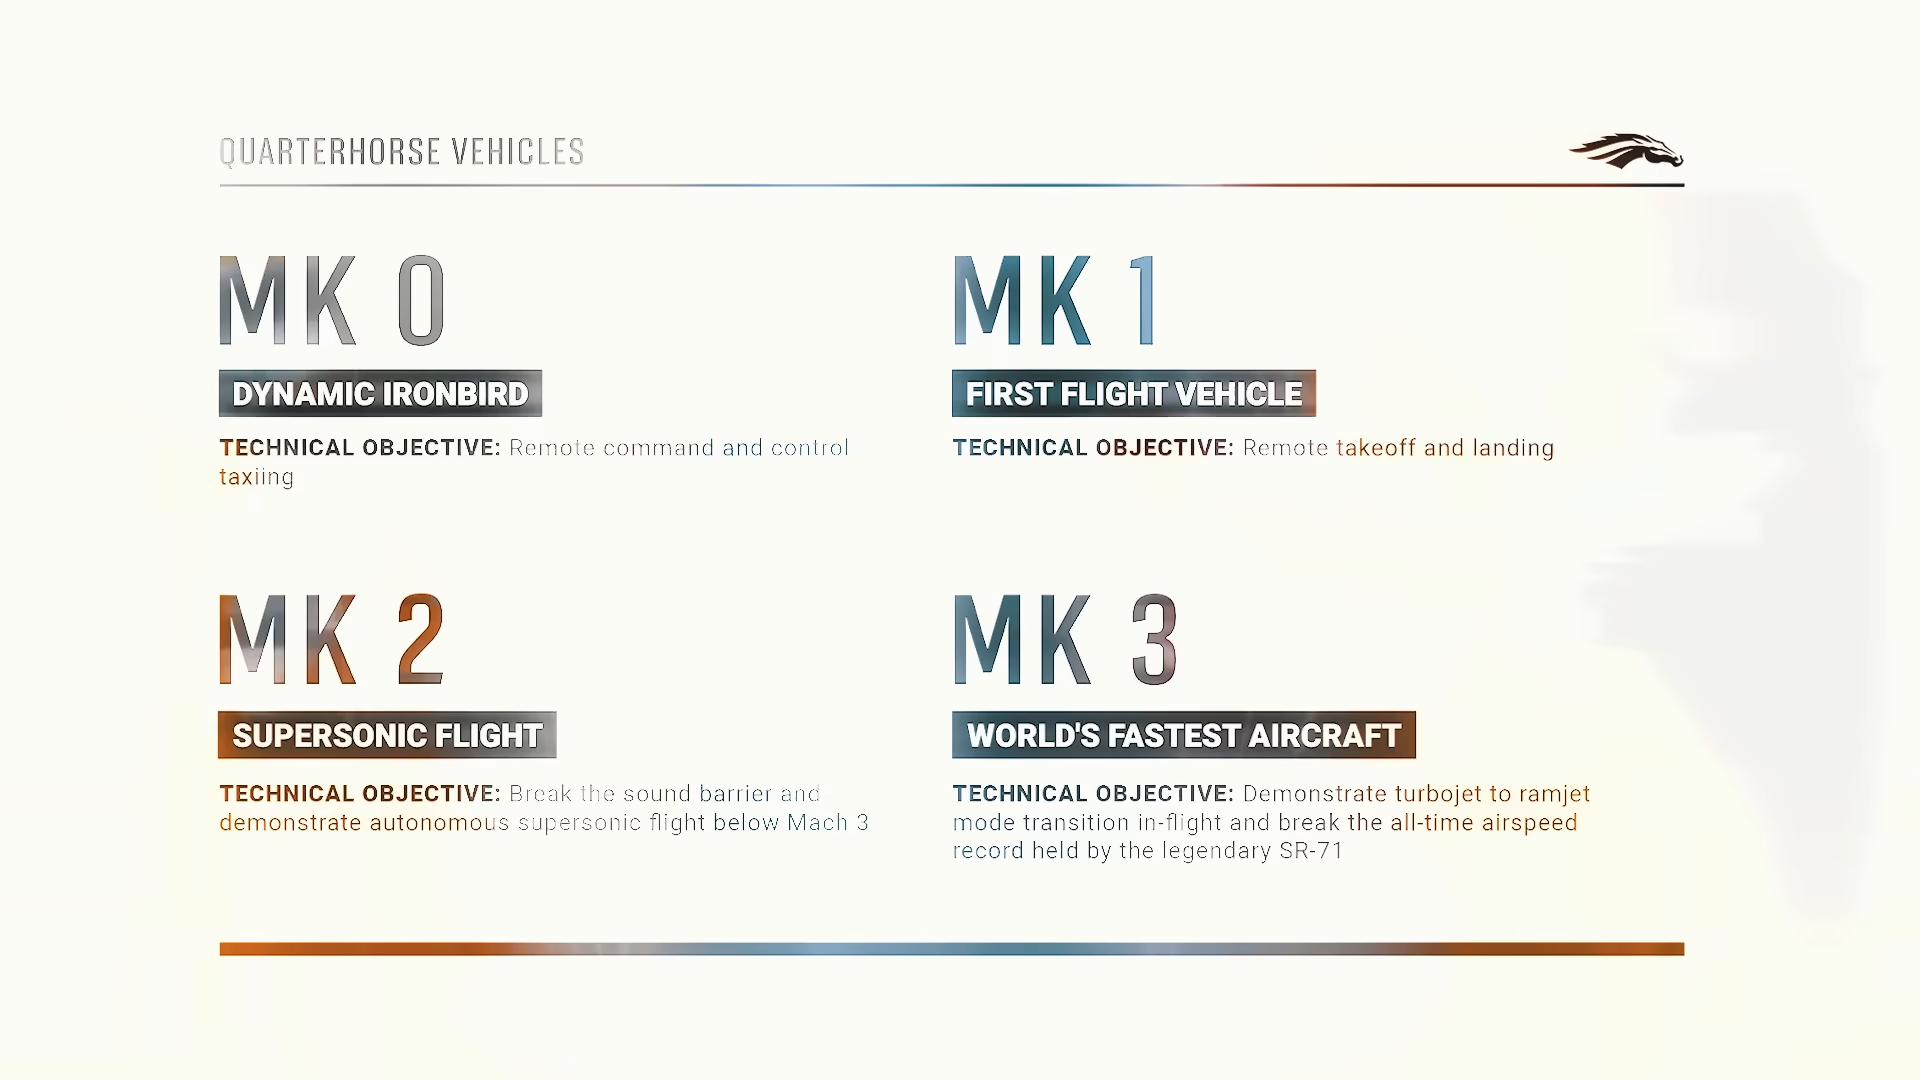 QUARTERHORSE VEHICLES
MK 0
DYNAMIC IRONBIRD
TECHNICAL OBJECTIVE: Remote command and control
taxiing
MK 1
FIRST FLIGHT VEHICLE
TECHNICAL OBJECTIVE: Remote takeoff and landing
MK 2
SUPERSONIC FLIGHT
TECHNICAL OBJECTIVE: Break the sound barrier and
demonstrate autonomous supersonic flight below Mach 3
MK 3
WORLD'S FASTEST AIRCRAFT
TECHNICAL OBJECTIVE: Demonstrate turbojet to ramjet
mode transition in-flight and break the all-time airspeed
record held by the legendary SR-71